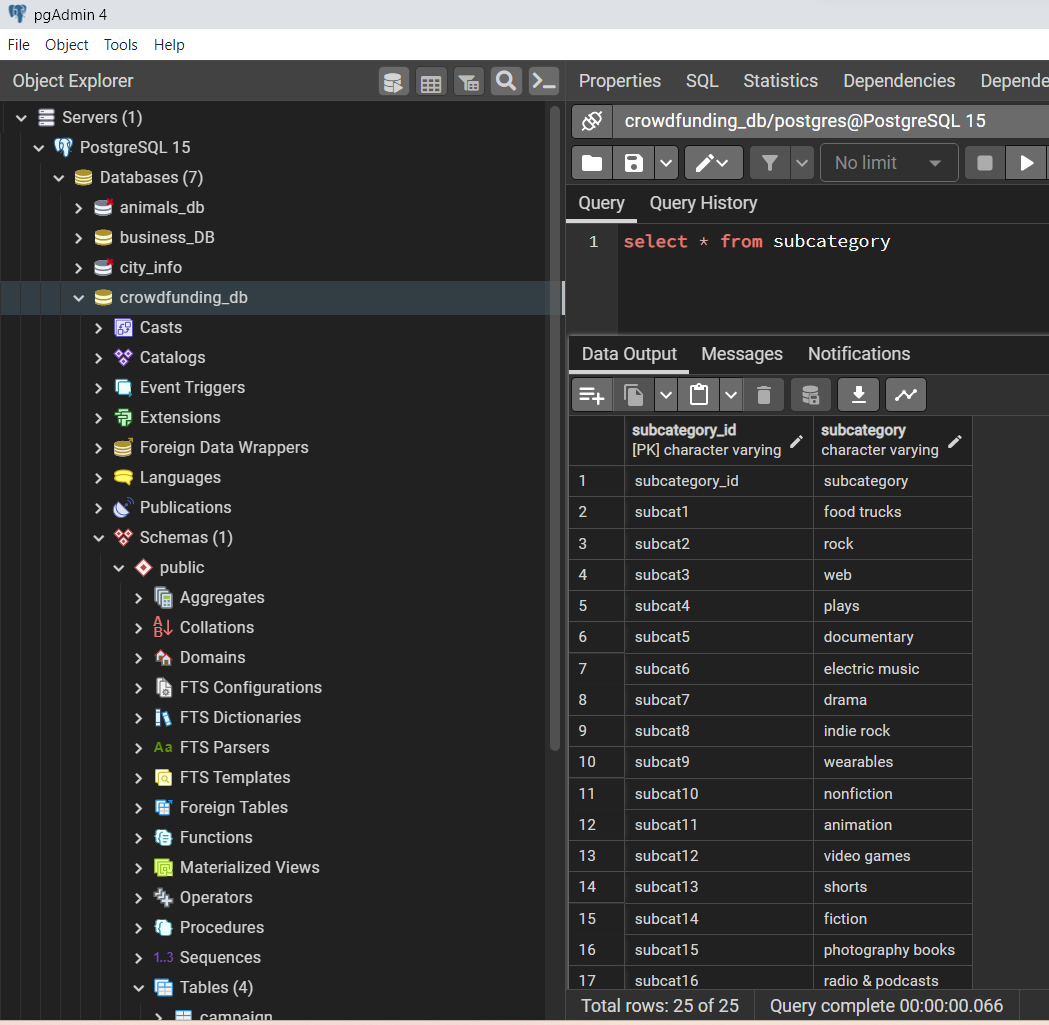 pgAdmin 4
File Object Tools Help
Object Explorer
Servers (1)
PostgreSQL 15
Databases (7)
animals_db
business_DB
city_info
crowdfunding_db
Casts
Catalogs
Event Triggers
Extensions
Foreign Data Wrappers
Languages
Publications
Schemas (1)
public
Aggregates
Collations
Domains
FTS Configurations
FTS Dictionaries
Aa FTS Parsers
FTS Templates
Foreign Tables
Functions
Materialized Views
Operators
Procedures
1..3 Sequences
Tables (4)
campaign
Properties SQL Statistics Dependencies Depende
crowdfunding_db/postgres@PostgreSQL 15
No limit
Query Query History
1 select * from subcategory
Data Output Messages Notifications
subcategory_id subcategory
[PK] character varying character varying
1 subcategory_id subcategory
2 subcat1 food trucks
3 subcat2 rock
4 subcat3 web
5 subcat4 plays
6 subcat5 documentary
7 subcat6 electric music
8 subcat7 drama
9 subcat8 indie rock
10 subcat9 wearables
11 subcat10 nonfiction
12 subcat11 animation
13 subcat12 video games
14 subcat13 shorts
15 subcat14 fiction
16 subcat15 photography books
17 subcat16 radio & podcasts
Total rows: 25 of 25 Query complete 00:00:00.066